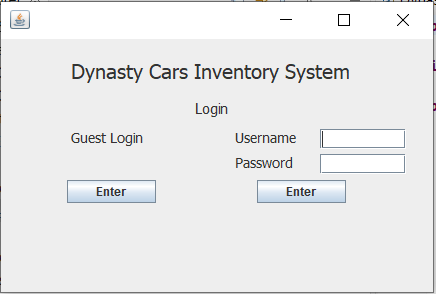 Dynasty Cars Inventory System
Login
Guest Login Username
Password
Enter Enter